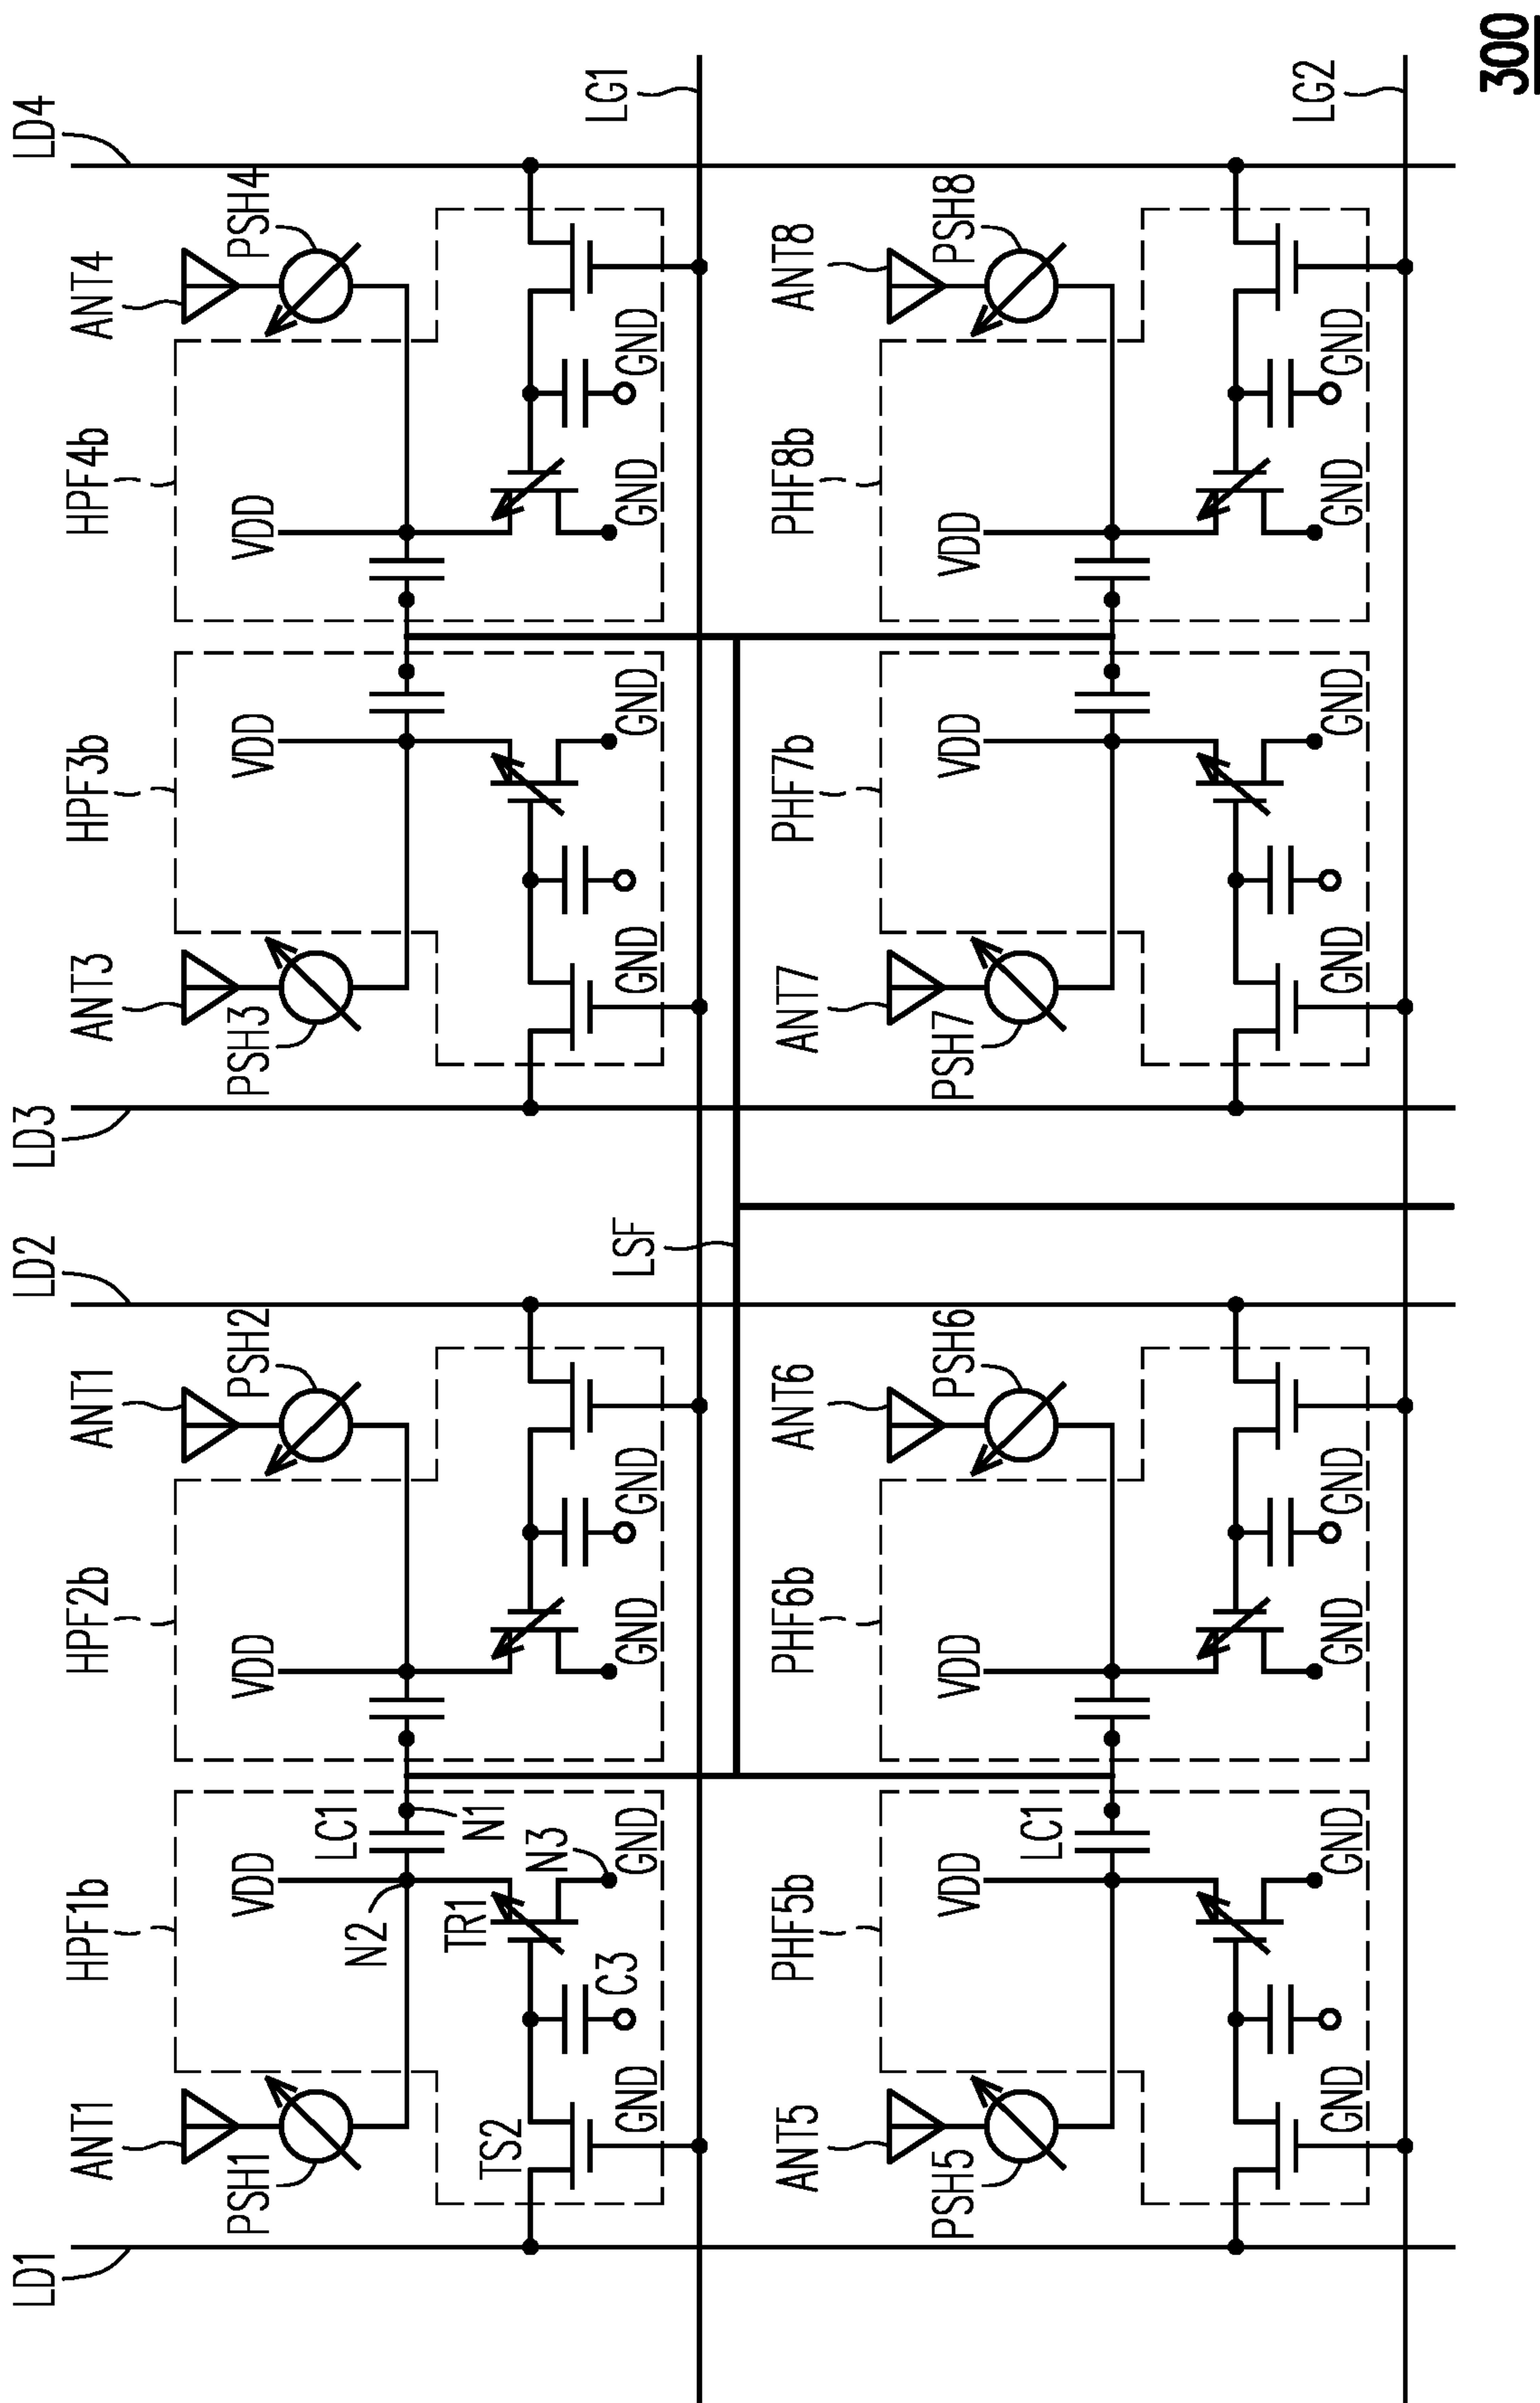 LD1
LD2
LD3
LD4
ANT1
HPF1b
HPF2b
ANT1
ANT3
HPF3b
HPF4b
ANT4
PSH1
VDD
VDD
PSH2
PSH3
VDD
VDD
PSH4
LC1
N2
TR1
N1
TS2
N3
C3
LG1
GND
GND
GND
GND
LSF
GND
GND
GND
GND
ANT5
PHF5b
PHF6b
ANT6
ANT7
PHF7b
PHF8b
ANT8
PSH5
VDD
VDD
PSH6
PSH7
VDD
VDD
PSH8
LC1
LG2
GND
GND
GND
GND
GND
GND
GND
GND
300